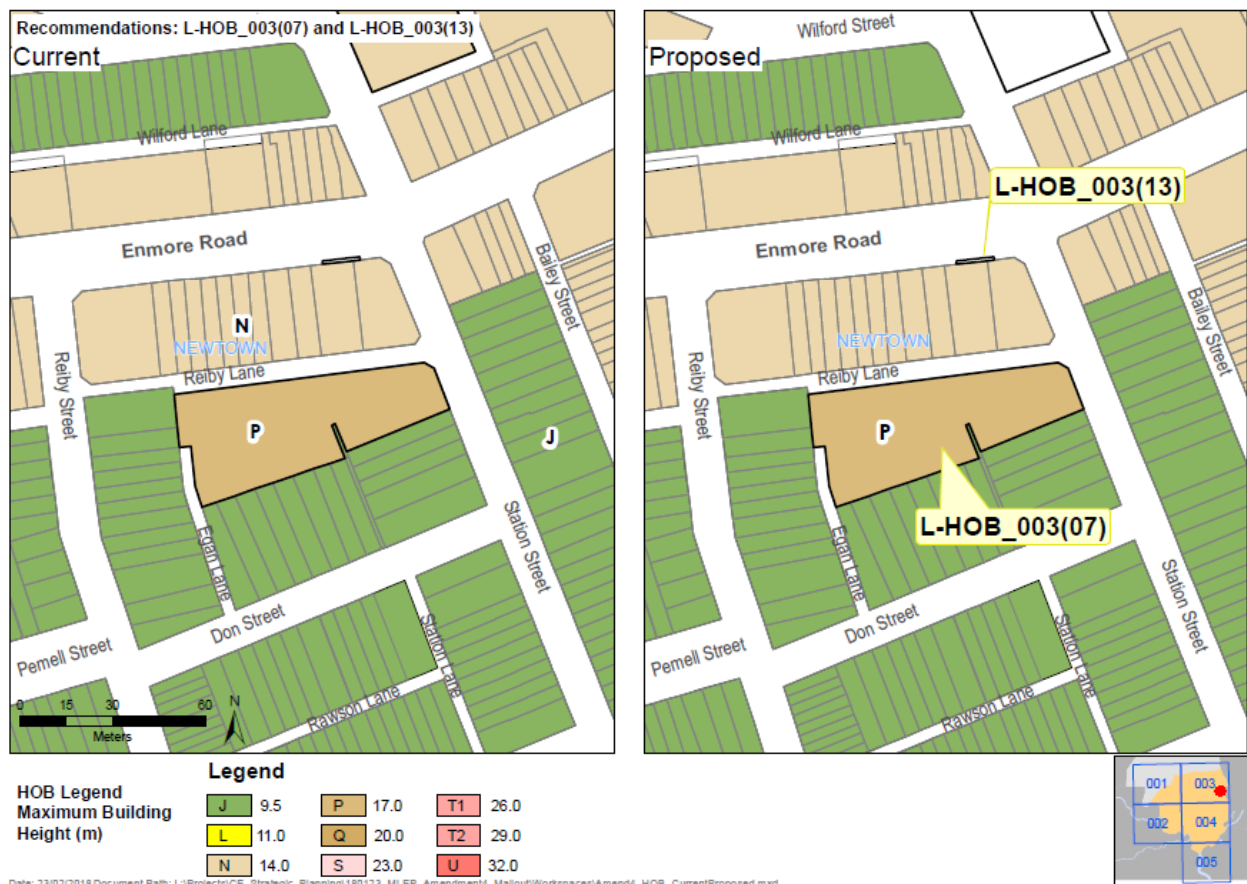 Recommendations: L-HOB_003(07) and L-HOB_003(13)
Current
Wilford Lane
Enmore Road
Bailey Street
N
NEWTOWN
Reiby Lane
Reiby Street
P
J
Egan Lane
Station Street
Don Street
Station Lane
Pemell Street
Rawson Lane
0 15 30 60
Meters
N
Proposed
Wilford Street
Wilford Lane
L-HOB_003(13)
Enmore Road
Bailey Street
NEWTOWN
Reiby Lane
Reiby Street
P
L-HOB_003(07)
Egan Lane
Station Street
Don Street
Station Lane
Pemell Street
Rawson Lane
HOB Legend
Maximum Building
Height (m)
Legend
J 9.5
L 11.0
N 14.0
P 17.0
Q 20.0
S 23.0
T1 26.0
T2 29.0
U 32.0
001 003
002 004
005